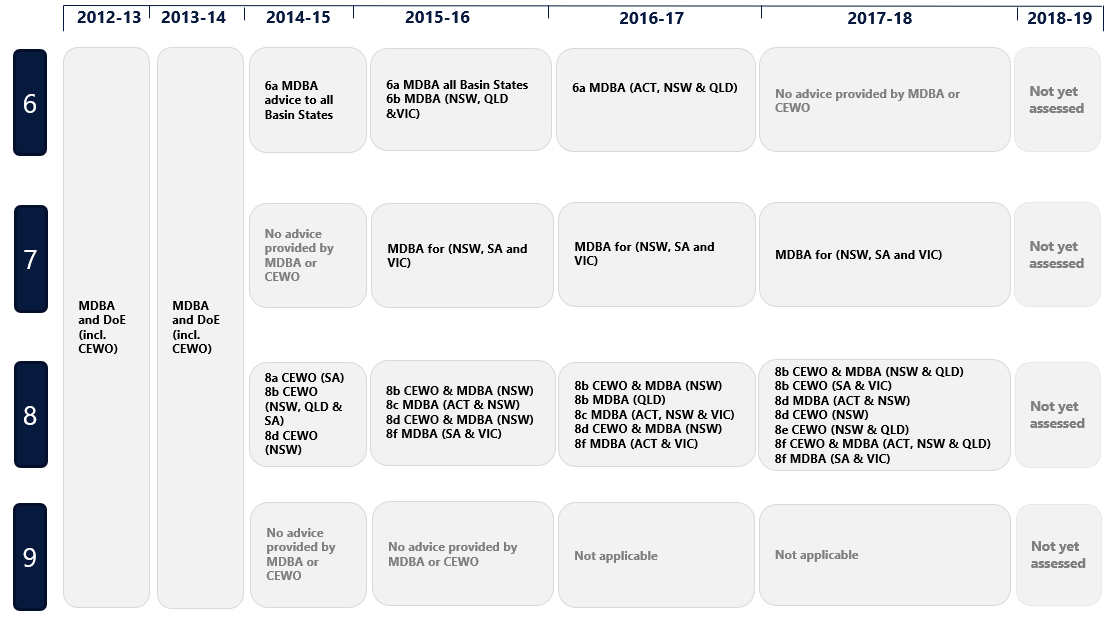 2012-13
2013-14
2014-15
2015-16
2016-17
2017-18
2018-19
MDBA
and DoE
(incl.
CEWO)
MDBA
and DoE
(incl.
CEWO)
6
6a MDBA
advice to all
Basin States
6a MDBA all Basin States
6b MDBA (NSW, QLD
&VIC)
6a MDBA (ACT, NSW & QLD)
No advice provided by MDBA or
CEWO
Not yet
assessed
7
No advice
provided by
MDBA or
CEWO
MDBA for (NSW, SA and
VIC)
MDBA for (NSW, SA and
VIC)
MDBA for (NSW, SA and VIC)
Not yet
assessed
8
8a CEWO (SA)
8b CEWO
(NSW, QLD &
SA)
8d CEWO
(NSW)
8b CEWO & MDBA (NSW)
8c MDBA (ACT & NSW)
8d CEWO & MDBA (NSW)
8f MDBA (SA & VIC)
8b CEWO & MDBA (NSW)
8b MDBA (QLD)
8c MDBA (ACT, NSW & VIC)
8d CEWO & MDBA (NSW)
8f MDBA (ACT & VIC)
8b CEWO & MDBA (NSW & QLD)
8b CEWO (SA & VIC)
8d MDBA (ACT & NSW)
8d CEWO (NSW)
8e CEWO (NSW & QLD)
8f CEWO & MDBA (ACT, NSW & QLD)
8f MDBA (SA & VIC)
Not yet
assessed
9
No advice
provided by
MDBA or
CEWO
No advice provided by
MDBA or CEWO
Not applicable
Not applicable
Not yet
assessed